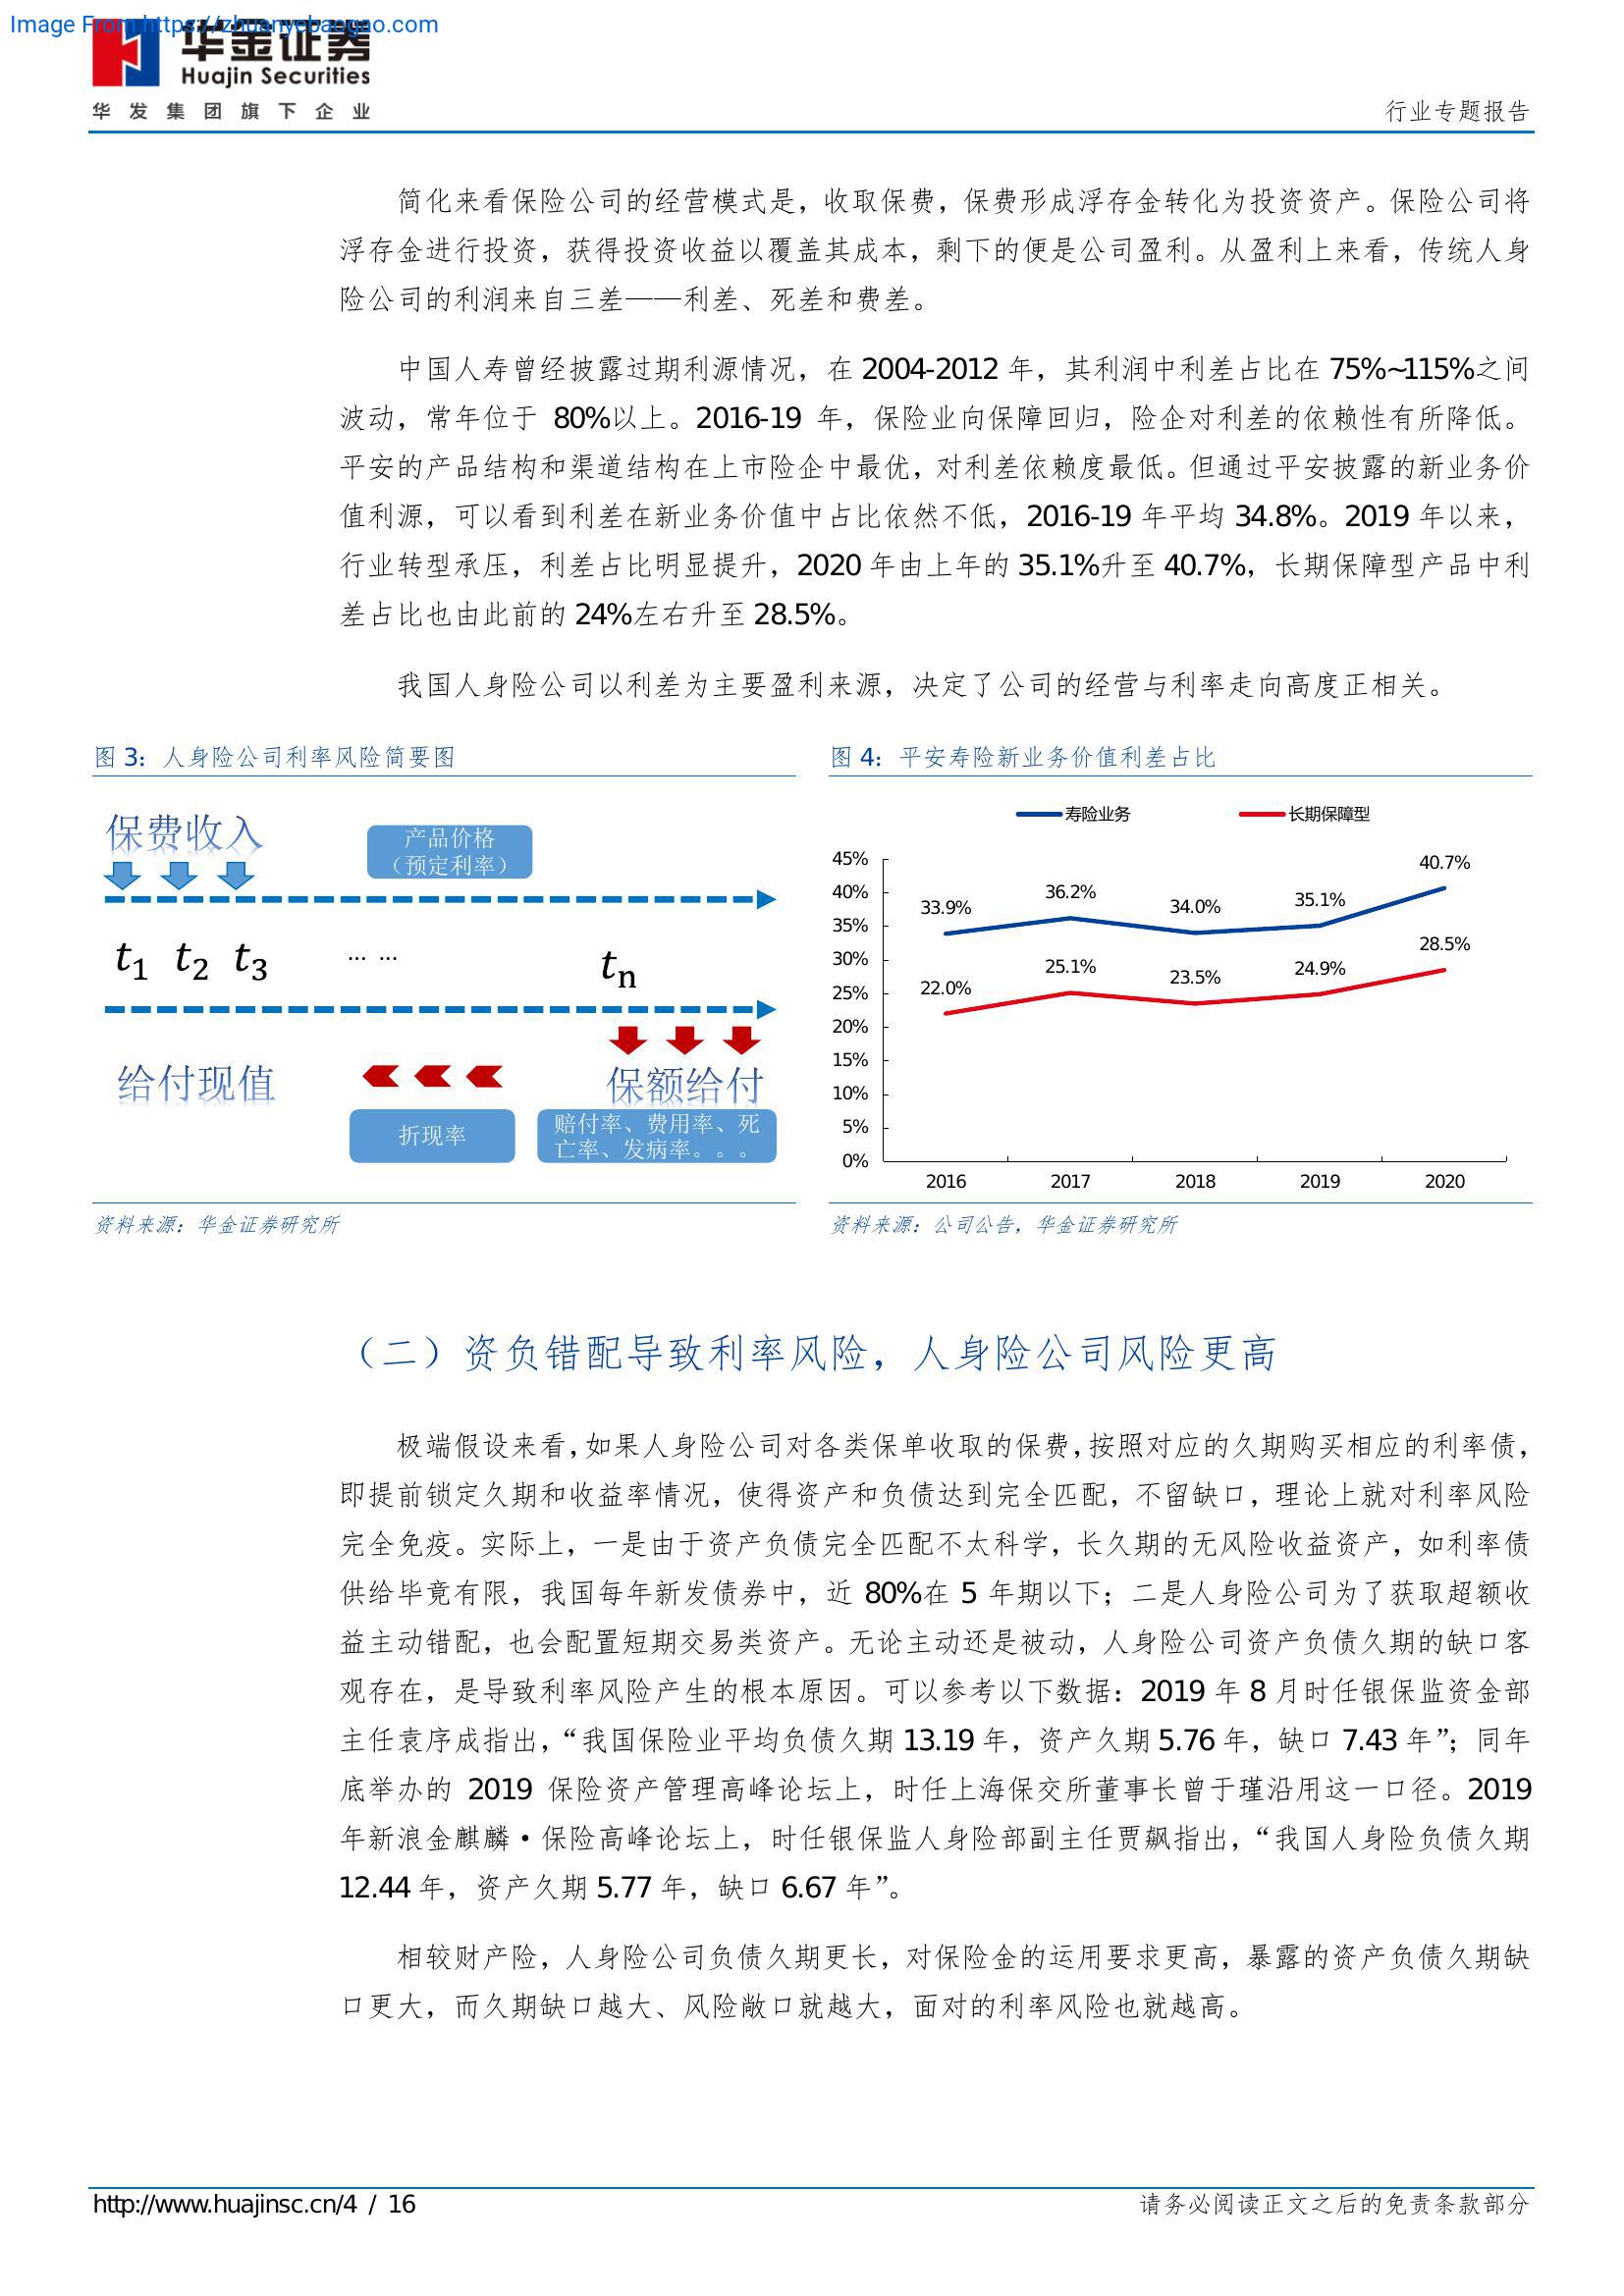 Image From https://zhuanyebaogao.com
华金证券
Huajin Securities
华发集团旗下企业
行业专题报告
简化来看保险公司的经营模式是，收取保费，保费形成浮存金转化为投资资产。保险公司将
浮存金进行投资，获得投资收益以覆盖其成本，剩下的便是公司盈利。从盈利上来看，传统人身
险公司的利润来自三差——利差、死差和费差。
中国人寿曾经披露过期利源情况，在 2004-2012 年，其利润中利差占比在 75%~115%之间
波动，常年位于 80%以上。2016-19 年，保险业向保障回归，险企对利差的依赖性有所降低。
平安的产品结构和渠道结构在上市险企中最优，对利差依赖度最低。但通过平安披露的新业务价
值利源，可以看到利差在新业务价值中占比依然不低，2016-19 年平均 34.8%。2019 年以来，
行业转型承压，利差占比明显提升，2020 年由上年的 35.1%升至 40.7%，长期保障型产品中利
差占比也由此前的 24%左右升至 28.5%。
我国人身险公司以利差为主要盈利来源，决定了公司的经营与利率走向高度正相关。
图 3：人身险公司利率风险简要图
保费收入
产品价格
（预定利率）
t1 t2 t3 … … tn
给付现值
保额给付
折现率
赔付率、费用率、死
亡率、发病率。。。
资料来源：华金证券研究所
图 4：平安寿险新业务价值利差占比
寿险业务 长期保障型
45%
40%
35%
30%
25%
20%
15%
10%
5%
0%
33.9% 36.2% 34.0% 35.1% 40.7%
22.0% 25.1% 23.5% 24.9% 28.5%
2016 2017 2018 2019 2020
资料来源：公司公告，华金证券研究所
（二）资负错配导致利率风险，人身险公司风险更高
极端假设来看，如果人身险公司对各类保单收取的保费，按照对应的久期购买相应的利率债，
即提前锁定久期和收益率情况，使得资产和负债达到完全匹配，不留缺口，理论上就对利率风险
完全免疫。实际上，一是由于资产负债完全匹配不太科学，长久期的无风险收益资产，如利率债
供给毕竟有限，我国每年新发债券中，近 80%在 5 年期以下；二是人身险公司为了获取超额收
益主动错配，也会配置短期交易类资产。无论主动还是被动，人身险公司资产负债久期的缺口客
观存在，是导致利率风险产生的根本原因。可以参考以下数据：2019 年 8 月时任银保监资金部
主任袁序成指出，“我国保险业平均负债久期 13.19 年，资产久期 5.76 年，缺口 7.43 年”；同年
底举办的 2019 保险资产管理高峰论坛上，时任上海保交所董事长曾于瑾沿用这一口径。2019
年新浪金麒麟·保险高峰论坛上，时任银保监人身险部副主任贾飙指出，“我国人身险负债久期
12.44 年，资产久期 5.77 年，缺口 6.67 年”。
相较财产险，人身险公司负债久期更长，对保险金的运用要求更高，暴露的资产负债久期缺
口更大，而久期缺口越大、风险敞口就越大，面对的利率风险也就越高。
http://www.huajinsc.cn/4 / 16
请务必阅读正文之后的免责条款部分